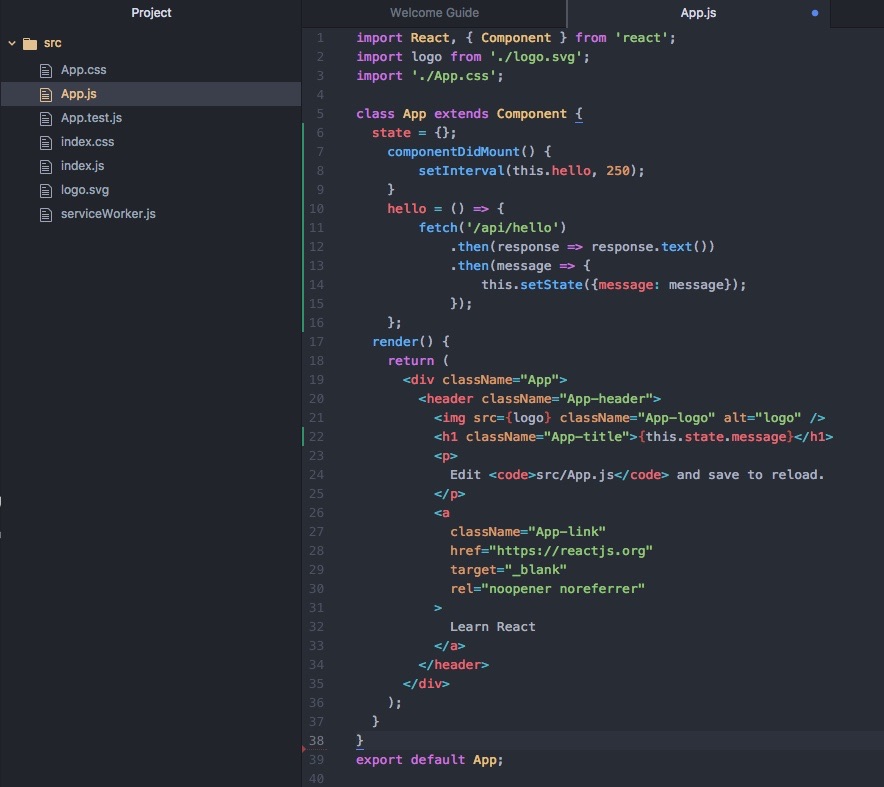 Project
Welcome Guide
App.js
src
App.css
App.js
App.test.js
index.css
index.js
logo.svg
serviceWorker.js
1 import React, { Component } from 'react';
2 import logo from './logo.svg';
3 import './App.css';
4
5 class App extends Component {
6 state = {};
7 componentDidMount() {
8 setInterval(this.hello, 250);
9 }
10 hello = () => {
11 fetch('/api/hello')
12 .then(response => response.text())
13 .then(message => {
14 this.setState({message: message});
15 });
16 };
17 render() {
18 return (
19 <div className="App">
20 <header className="App-header">
21 <img src={logo} className="App-logo" alt="logo" />
22 <h1 className="App-title">{this.state.message}</h1>
23 <p>
24 Edit <code>src/App.js</code> and save to reload.
25 </p>
26 <a
27 className="App-link"
28 href="https://reactjs.org"
29 target="_blank"
30 rel="noopener noreferrer"
31 >
32 Learn React
33 </a>
34 </header>
35 </div>
36 );
37 }
38 }
39 export default App;
40